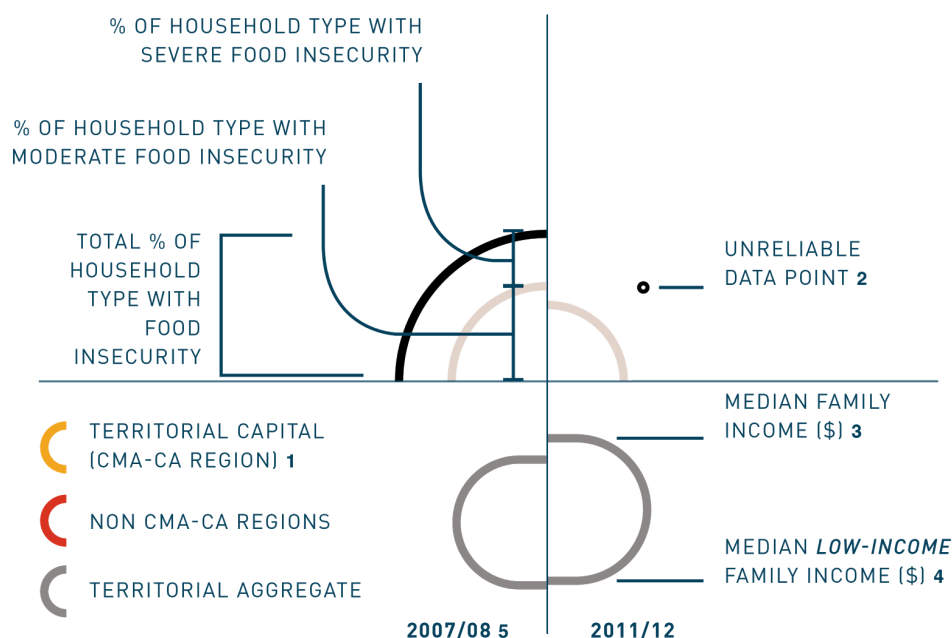 % OF HOUSEHOLD TYPE WITH
SEVERE FOOD INSECURITY
% OF HOUSEHOLD TYPE WITH
MODERATE FOOD INSECURITY
TOTAL % OF
HOUSEHOLD
TYPE WITH
FOOD
INSECURITY
UNRELIABLE
DATA POINT 2
MEDIAN FAMILY
INCOME ($) 3
TERRITORIAL CAPITAL
(CMA-CA REGION) 1
NON CMA-CA REGIONS
TERRITORIAL AGGREGATE
MEDIAN LOW-INCOME
FAMILY INCOME ($) 4
2007/08 5
2011/12